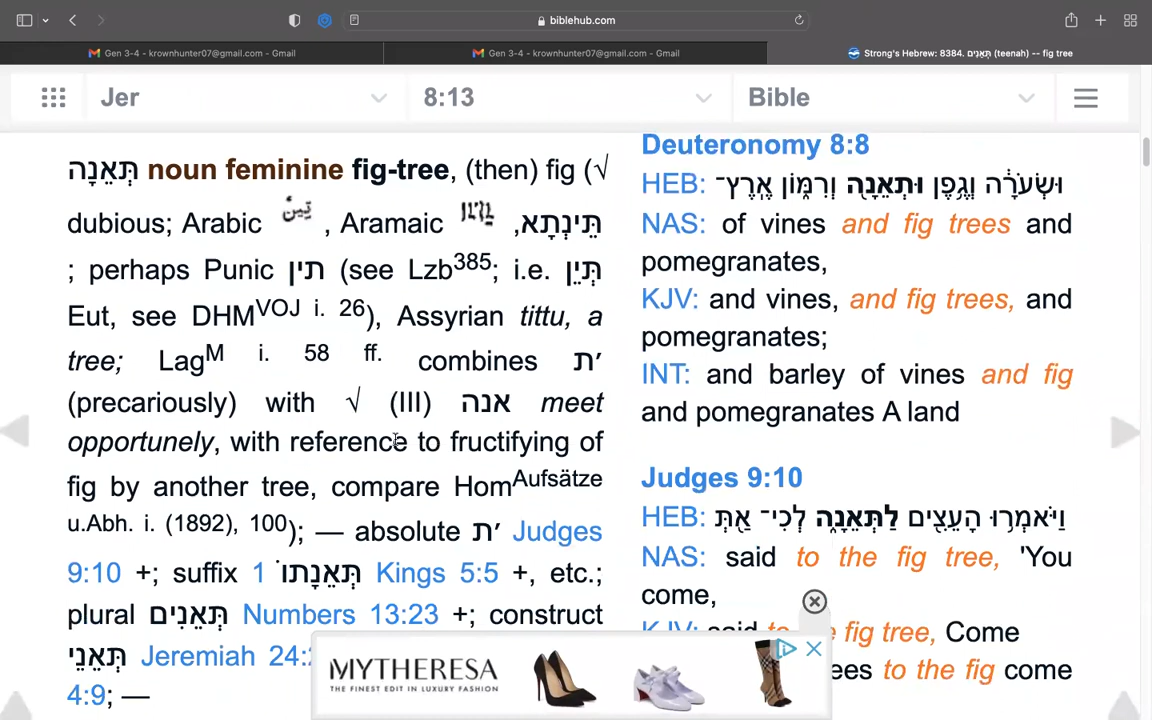 biblehub.com
Gen 3-4 - krownhunter07@gmail.com - Gmail
Gen 3-4 - krownhunter07@gmail.com - Gmail
Strong's Hebrew: 8384. תְּאֵנִים (teenah) -- fig tree
Jer
8:13
Bible
תְּאֵנָה noun feminine fig-tree, (then) fig (√
dubious; Arabic , Aramaic תֵּינְתָא,
; perhaps Punic תין (see Lzb385; i.e. תְּיֵן
Eut, see DHMVOJ i. 26), Assyrian tittu, a
tree; LagM i. 58 ff. combines ת׳
(precariously) with √ (III) אנה meet
opportunely, with reference to fructifying of
fig by another tree, compare HomAufsätze
u.Abh. i. (1892), 100); — absolute ת׳ Judges
9:10 +; suffix תְּאֵנָתוֺ 1 Kings 5:5 +, etc.;
plural תְּאֵנִים Numbers 13:23 +; construct
תְּאֵנֵי Jeremiah 24:
4:9; —
Deuteronomy 8:8
HEB: וּשְׂעֹרָ֔ה וְגֶ֥פֶן וּתְאֵנָ֖ה וְרִמּ֑וֹן אֶֽרֶץ־
NAS: of vines and fig trees and
pomegranates,
KJV: and vines, and fig trees, and
pomegranates;
INT: and barley of vines and fig
and pomegranates A land
Judges 9:10
HEB: וַיֹּאמְר֥וּ הָעֵצִ֖ים לַתְּאֵנָ֑ה לְכִי־ אַ֖תְּ
NAS: said to the fig tree, 'You
come,
KJV: said to fig tree, Come
to the fig come
MYTHERESA
THE FINEST EDIT IN LUXURY FASHION